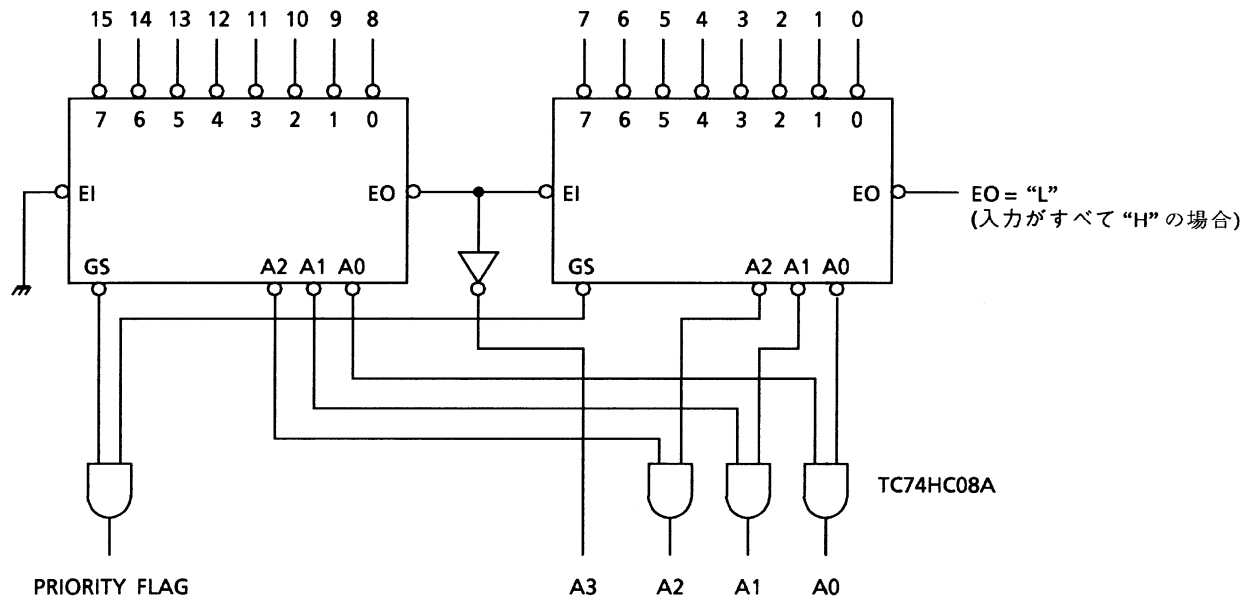 15 14 13 12 11 10 9 8
7 6 5 4 3 2 1 0
7 6 5 4 3 2 1 0
7 6 5 4 3 2 1 0
EI
EO
EI
EO
EO = “L”
(入力がすべて “H” の場合)
GS
A2 A1 A0
GS
A2 A1 A0
TC74HC08A
PRIORITY FLAG
A3
A2
A1
A0